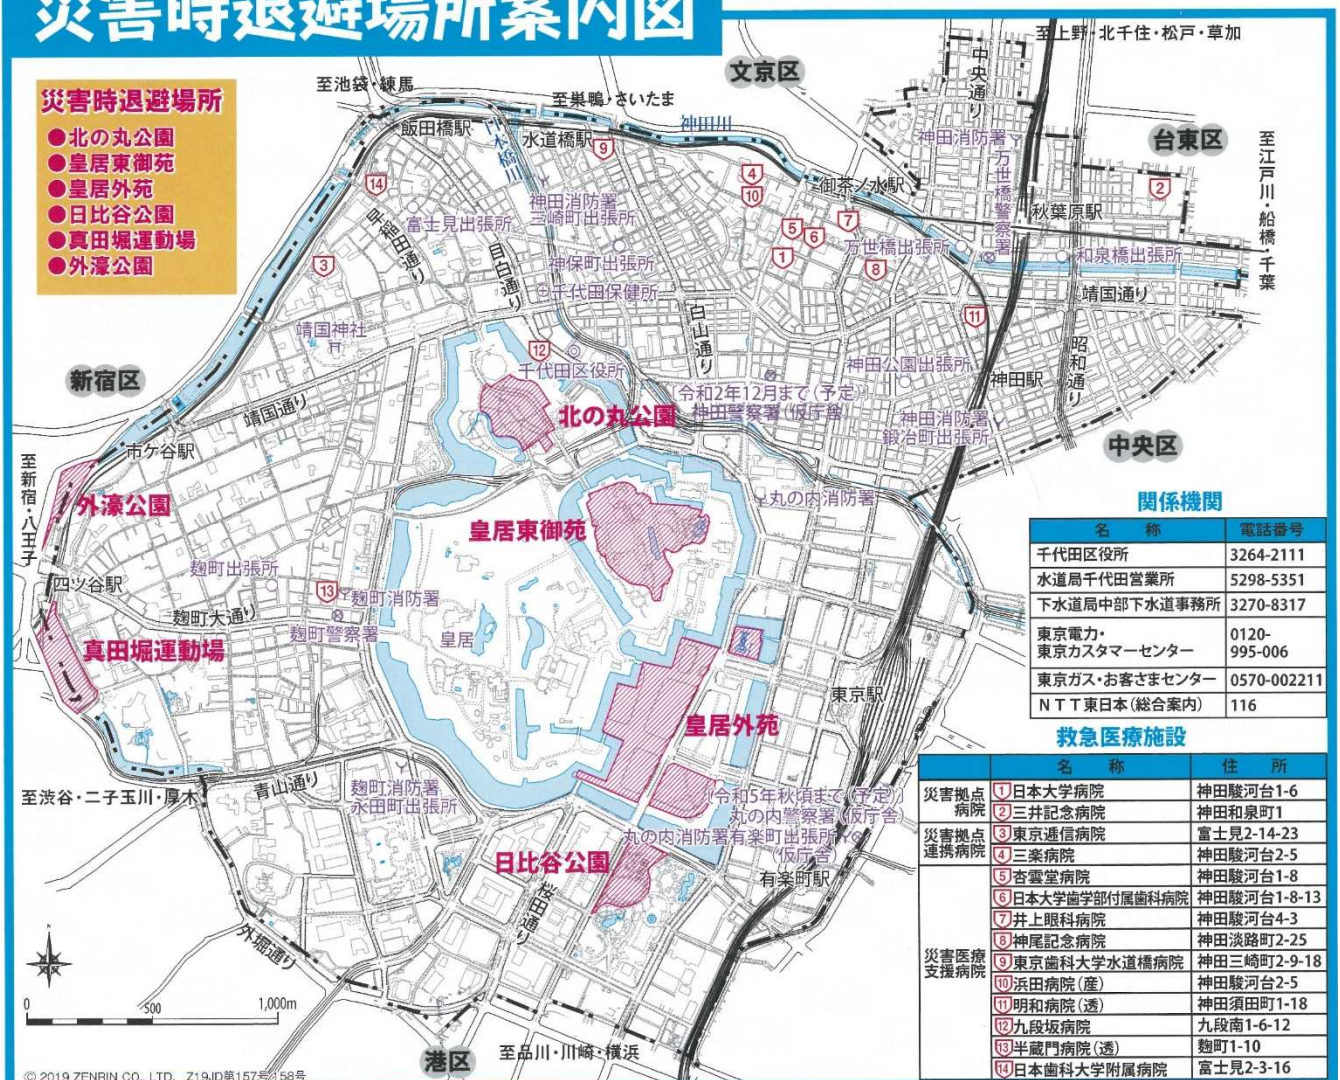 災害時退避場所案内図
災害時退避場所
●北の丸公園
●皇居東御苑
●皇居外苑
●日比谷公園
●真田堀運動場
●外濠公園
至上野・北千住・松戸・草加
文京区
中央通り
至池袋・練馬
至巣鴨・さいたま
飯田橋駅
日本橋川
水道橋駅
9
神田川
神田消防署
台東区
至江戸川・船橋・千葉
万世橋警察署
14
4
10
御茶ノ水駅
2
秋葉原駅
富士見出張所
神田消防署
三崎町出張所
早稲田通り
目白通り
5
6
7
1
8
万世橋出張所
和泉橋出張所
3
神保町出張所
千代田保健所
靖国通り
11
白山通り
靖国神社
12
千代田区役所
神田公園出張所
神田駅
昭和通り
新宿区
靖国通り
(令和2年12月まで(予定))
神田警察署(仮庁舎)
北の丸公園
神田消防署
鍛冶町出張所
中央区
市ケ谷駅
至新宿・八王子
外濠公園
丸の内消防署
皇居東御苑
四ツ谷駅
麹町出張所
13
麹町消防署
麹町大通り
麹町警察署
皇居
真田堀運動場
東京駅
皇居外苑
至渋谷・二子玉川・厚木
青山通り
麹町消防署
永田町出張所
(令和5年秋頃まで(予定))
丸の内警察署(仮庁舎)
丸の内消防署有楽町出張所
(仮庁舎)
日比谷公園
有楽町駅
桜田通り
外堀通り
N
0 500 1,000m
港区
至品川・川崎・横浜
© 2019 ZENRIN CO., LTD. Z19JD第157号 158号
関係機関
名 称 電話番号
千代田区役所 3264-2111
水道局千代田営業所 5298-5351
下水道局中部下水道事務所 3270-8317
東京電力・ 0120-
東京カスタマーセンター 995-006
東京ガス・お客さまセンター 0570-002211
NTT東日本(総合案内) 116
救急医療施設
名 称 住 所
災害拠点
病院
1 日本大学病院 神田駿河台1-6
2 三井記念病院 神田和泉町1
災害拠点
連携病院
3 東京逓信病院 富士見2-14-23
4 三楽病院 神田駿河台2-5
災害医療
支援病院
5 杏雲堂病院 神田駿河台1-8
6 日本大学歯学部付属歯科病院 神田駿河台1-8-13
7 井上眼科病院 神田駿河台4-3
8 神尾記念病院 神田淡路町2-25
9 東京歯科大学水道橋病院 神田三崎町2-9-18
10 浜田病院(産) 神田駿河台2-5
11 明和病院(透) 神田須田町1-18
12 九段坂病院 九段南1-6-12
13 半蔵門病院(透) 麹町1-10
14 日本歯科大学附属病院 富士見2-3-16